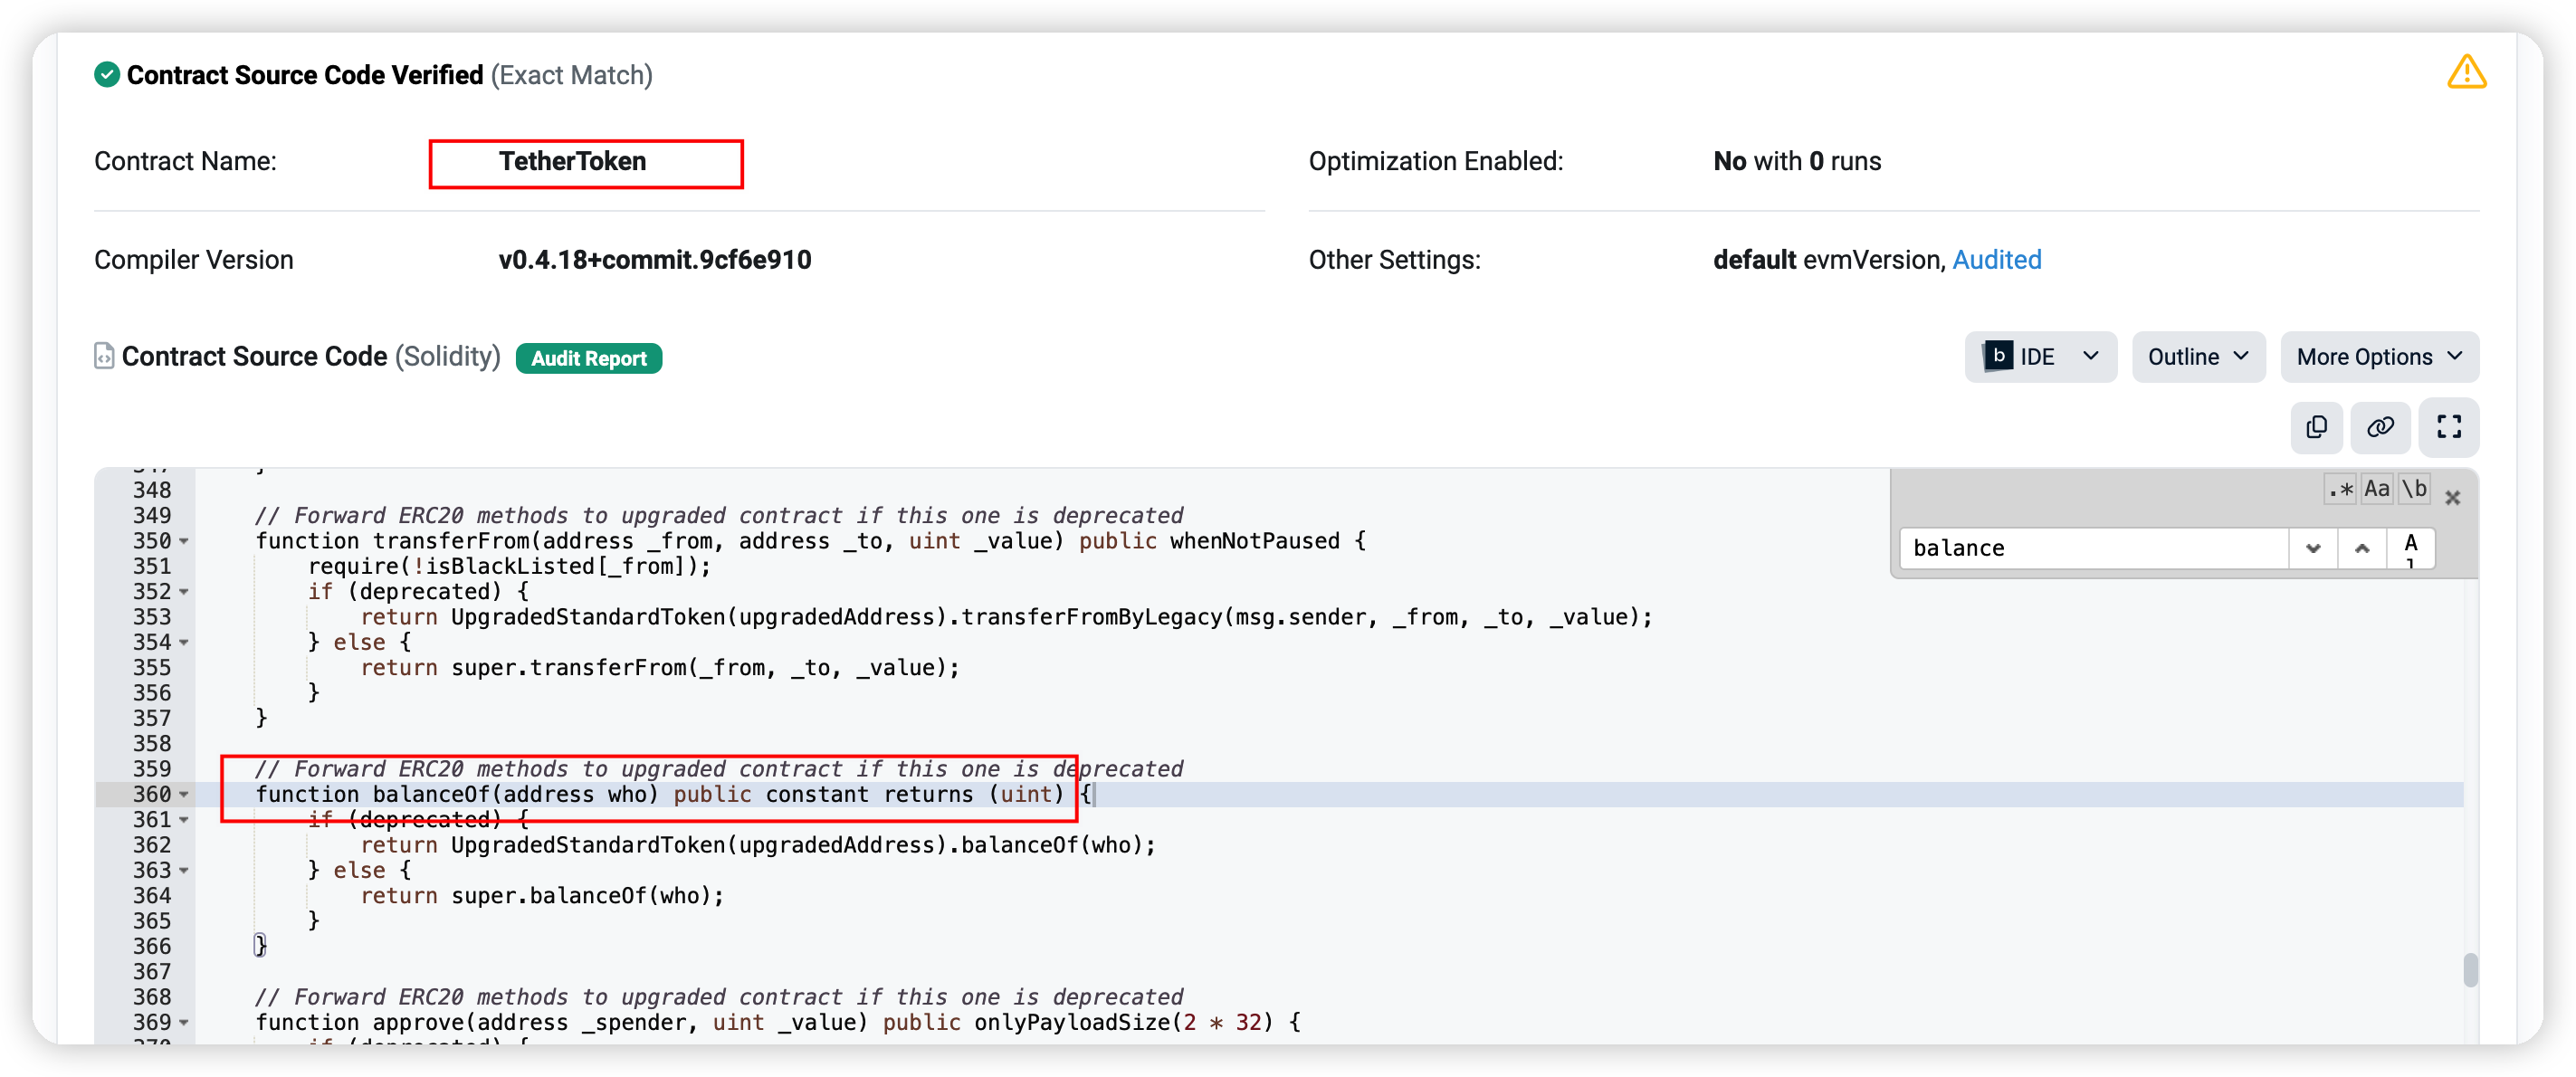 Contract Source Code Verified (Exact Match)
Contract Name: TetherToken
Optimization Enabled: No with 0 runs
Compiler Version v0.4.18+commit.9cf6e910
Other Settings: default evmVersion, Audited
Contract Source Code (Solidity) Audit Report
b IDE Outline More Options
.* Aa \b ×
balance
347 }
348
349 // Forward ERC20 methods to upgraded contract if this one is deprecated
350 function transferFrom(address _from, address _to, uint _value) public whenNotPaused {
351 require(!isBlackListed[_from]);
352 if (deprecated) {
353 return UpgradedStandardToken(upgradedAddress).transferFromByLegacy(msg.sender, _from, _to, _value);
354 } else {
355 return super.transferFrom(_from, _to, _value);
356 }
357 }
358
359 // Forward ERC20 methods to upgraded contract if this one is deprecated
360 function balanceOf(address who) public constant returns (uint) {
361 if (deprecated) {
362 return UpgradedStandardToken(upgradedAddress).balanceOf(who);
363 } else {
364 return super.balanceOf(who);
365 }
366 }
367
368 // Forward ERC20 methods to upgraded contract if this one is deprecated
369 function approve(address _spender, uint _value) public onlyPayloadSize(2 * 32) {
370 if (deprecated) {